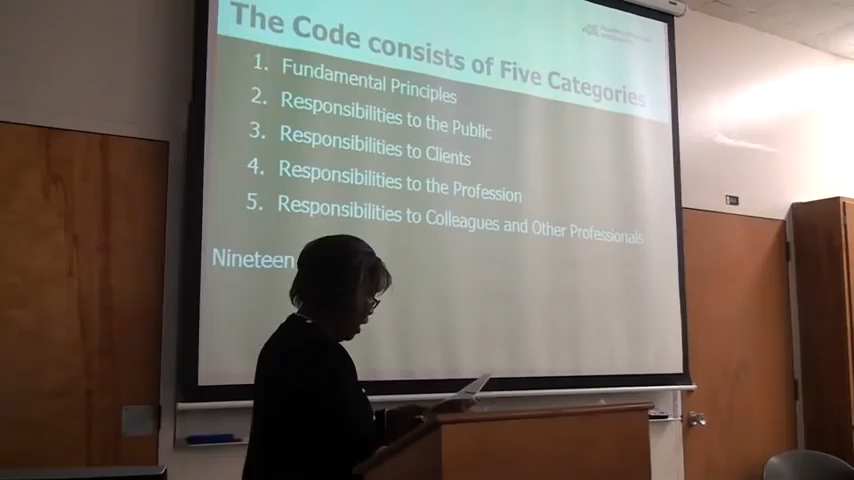 The Code consists of Five Categories
1. Fundamental Principles
2. Responsibilities to the Public
3. Responsibilities to Clients
4. Responsibilities to the Profession
5. Responsibilities to Colleagues and Other Professionals
Nineteen